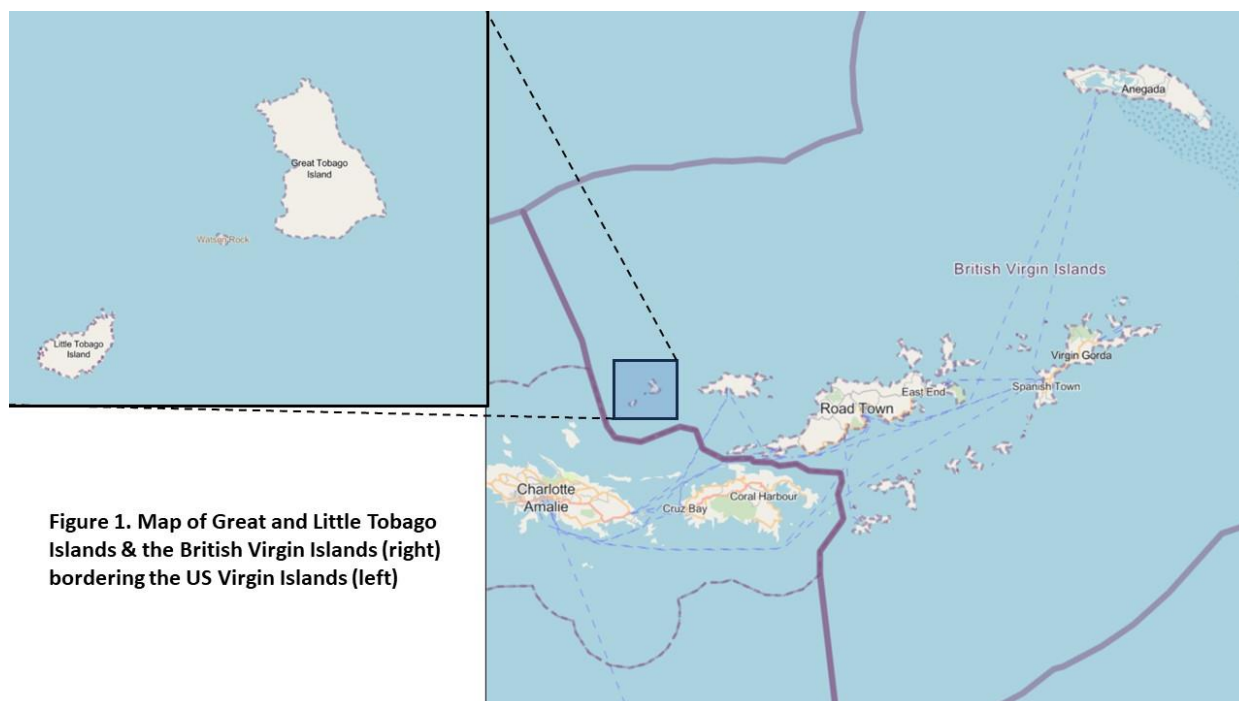 Great Tobago
Island
Watson Rock
Little Tobago
Island
Anegada
British Virgin Islands
Virgin Gorda
Spanish Town
East End
Road Town
Charlotte
Amalie
Cruz Bay
Coral Harbour
Figure 1. Map of Great and Little Tobago
Islands & the British Virgin Islands (right)
bordering the US Virgin Islands (left)